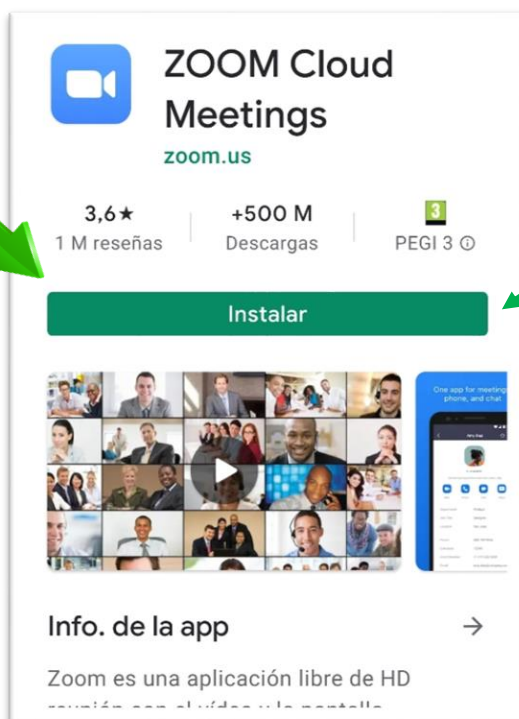 ZOOM Cloud
Meetings
zoom.us
3,6★
+500 M
3
1 M reseñas
Descargas
PEGI 3
Instalar
One app for meetings,
phone, and chat
Info. de la app
Zoom es una aplicación libre de HD